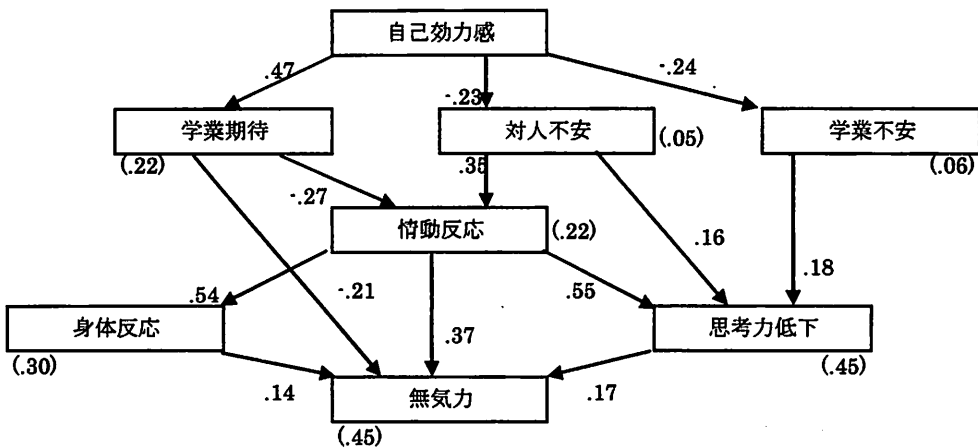 自己効力感
.47
-.23
-.24
学業期待
対人不安
学業不安
(.22)
(.05)
(.06)
-.27
.35
情動反応
(.22)
.16
.18
.54
-.21
.37
.55
身体反応
思考力低下
(.30)
(.45)
.14
無気力
.17
(.45)